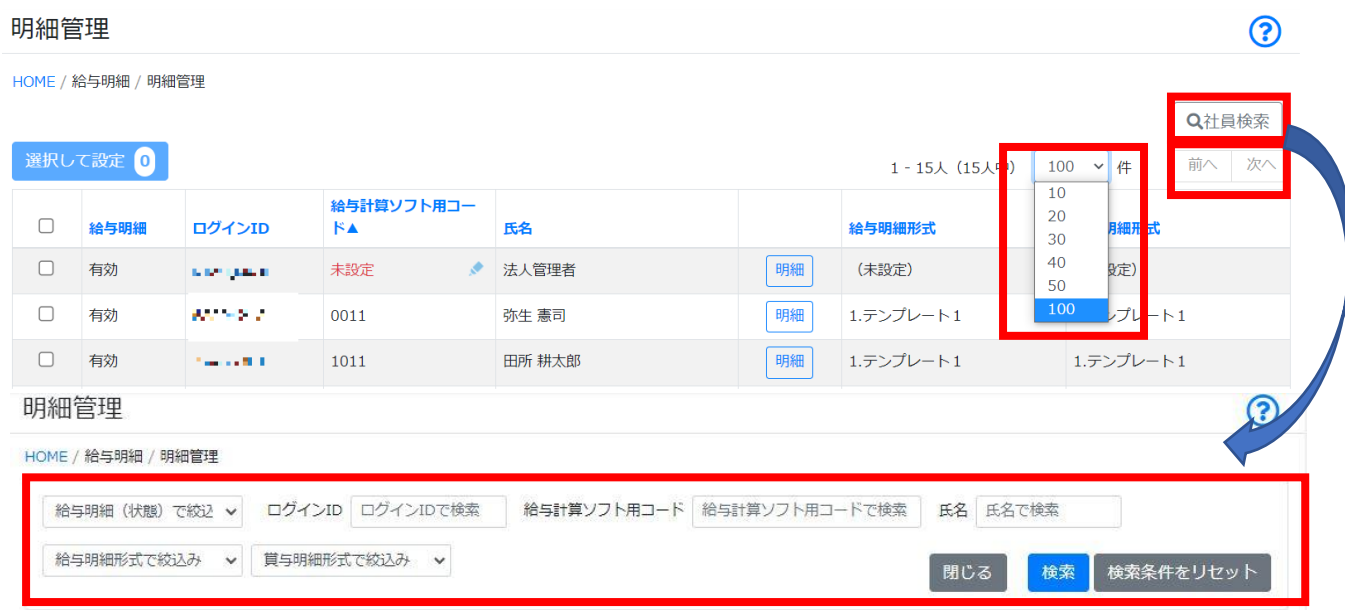 明細管理
HOME / 給与明細 / 明細管理
社員検索
選択して設定 0
1 - 15人（15人中） 100 件 前へ 次へ
10
20
30
40
50
100
給与明細 ログインID 給与計算ソフト用コード▲ 氏名 給与明細形式 明細形式
有効 未設定 法人管理者 明細 （未設定） 設定）
有効 0011 弥生 憲司 明細 1.テンプレート1 ンプレート1
有効 1011 田所 耕太郎 明細 1.テンプレート1 1.テンプレート1
明細管理
HOME / 給与明細 / 明細管理
給与明細（状態）で絞込 ログインID ログインIDで検索 給与計算ソフト用コード 給与計算ソフト用コードで検索 氏名 氏名で検索
給与明細形式で絞込み 賞与明細形式で絞込み 閉じる 検索 検索条件をリセット